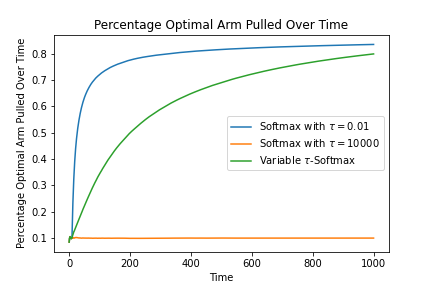 Percentage Optimal Arm Pulled Over Time
Percentage Optimal Arm Pulled Over Time
0.8
0.7
0.6
0.5
0.4
0.3
0.2
0.1
Softmax with τ = 0.01
Softmax with τ = 10000
Variable τ-Softmax
0 200 400 600 800 1000
Time